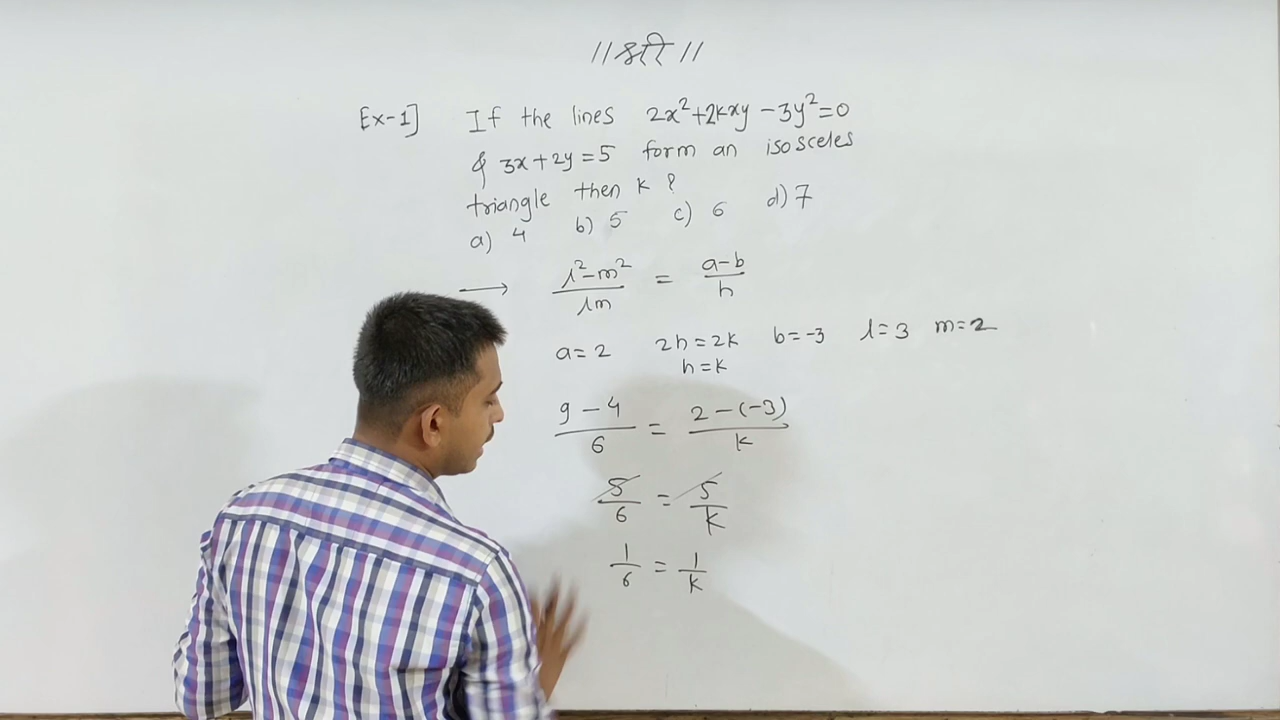 ||श्री||
Ex-1] If the lines 2x²+2kxy-3y²=0
& 3x+2y=5 form an isosceles
triangle then k ?
a) 4 b) 5 c) 6 d) 7
→ l²-m²/lm = a-b/h
a=2 2h=2k b=-3 l=3 m=2
h=k
9-4/6 = 2-(-3)/k
5/6 = 5/k
1/6 = 1/k